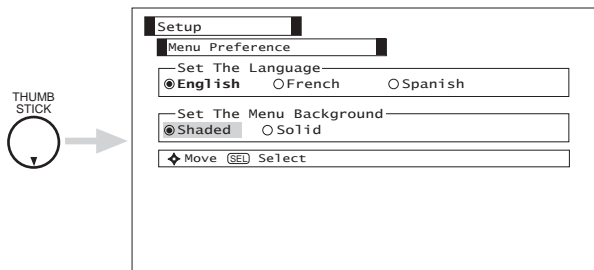 Setup
Menu Preference
Set The Language
English French Spanish
THUMB
STICK
Set The Menu Background
Shaded Solid
Move SEL Select